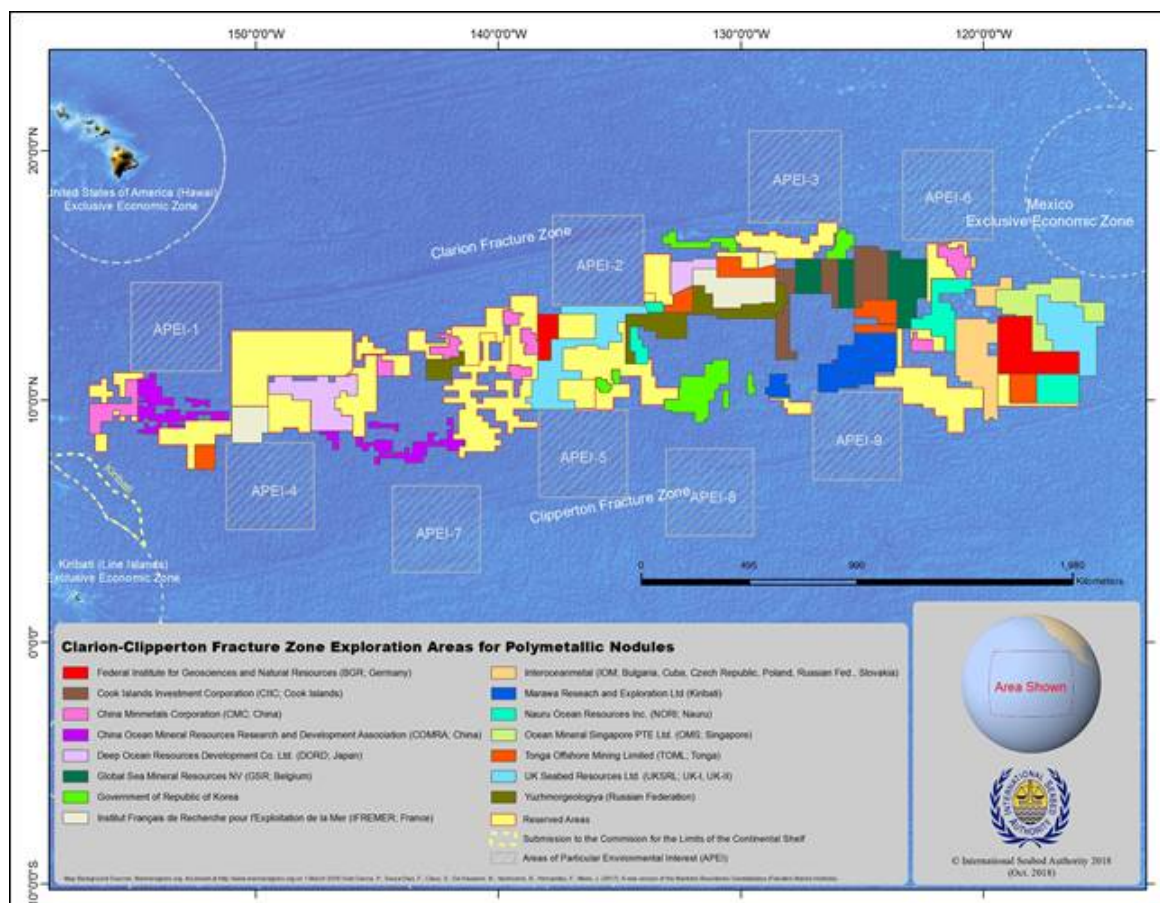 150°0'0"W 140°0'0"W 130°0'0"W 120°0'0"W
20°0'0"N
10°0'0"N
0°0'0"
10°0'0"S
United States of America (Hawaii)
Exclusive Economic Zone
Mexico
Exclusive Economic Zone
Clarion Fracture Zone
APEI-3
APEI-6
APEI-2
APEI-1
APEI-9
APEI-5
APEI-4
APEI-8
APEI-7
Clipperton Fracture Zone
Kiribati
Kiribati (Line Islands)
Exclusive Economic Zone
0 495 990 1,980
Kilometers
Clarion-Clipperton Fracture Zone Exploration Areas for Polymetallic Nodules
Federal Institute for Geosciences and Natural Resources (BGR; Germany)
Cook Islands Investment Corporation (CIIC; Cook Islands)
China Minmetals Corporation (CMC; China)
China Ocean Mineral Resources Research and Development Association (COMRA; China)
Deep Ocean Resources Development Co. Ltd. (DORD; Japan)
Global Sea Mineral Resources NV (GSR; Belgium)
Government of Republic of Korea
Institut Français de Recherche pour l'Exploitation de la Mer (IFREMER; France)
Interoceanmetal (IOM; Bulgaria, Cuba, Czech Republic, Poland, Russian Fed., Slovakia)
Marawa Reseach and Exploration Ltd (Kiribati)
Nauru Ocean Resources Inc. (NORI; Nauru)
Ocean Mineral Singapore PTE Ltd. (OMS; Singapore)
Tonga Offshore Mining Limiled (TOML; Tonga)
UK Seabed Resources Ltd. (UKSRL; UK-I, UK-II)
Yuzhmorgeologiya (Russian Federation)
Reserved Areas
Submission to the Commision for the Limits of the Continental Shelf
Areas of Particular Environmental Interest (APEI)
Area Shown
INTERNATIONAL SEABED AUTHORITY
© International Seabed Authority 2018
(Oct. 2018)